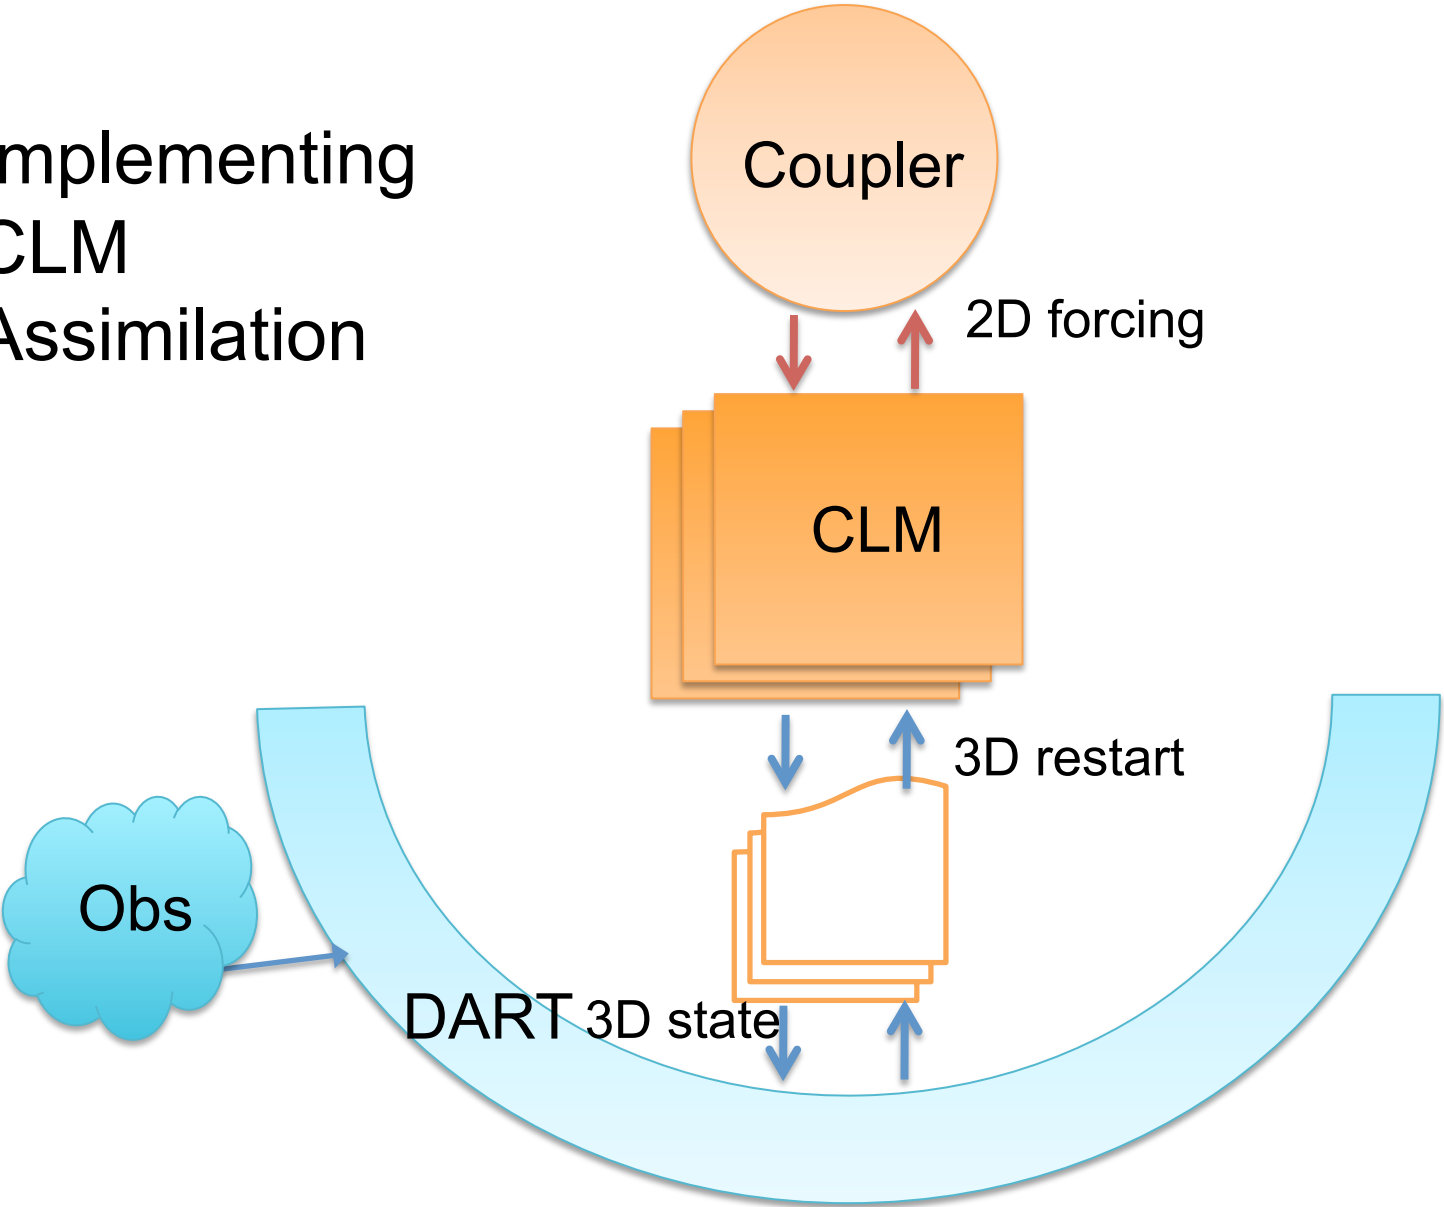 mplementing
CLM
Assimilation
Coupler
2D forcing
CLM
3D restart
Obs
DART 3D state